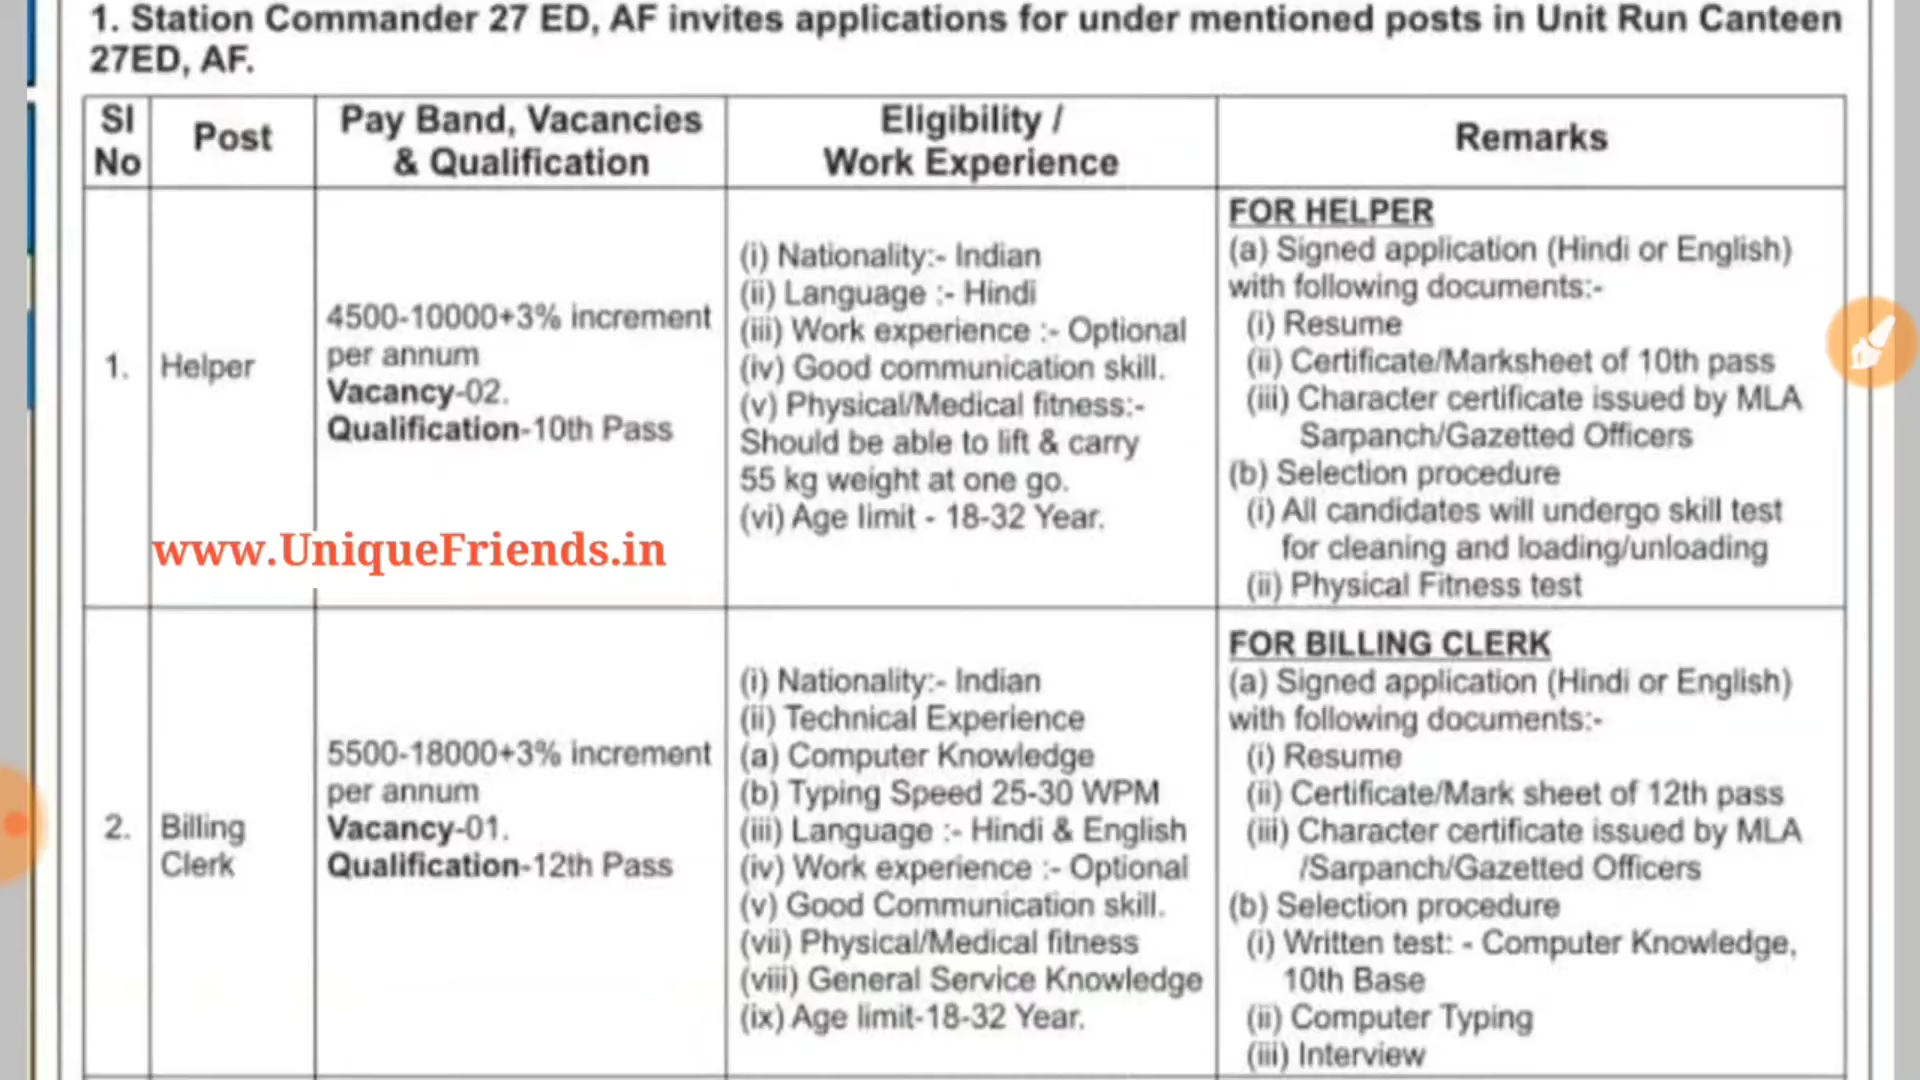 1. Station Commander 27 ED, AF invites applications for under mentioned posts in Unit Run Canteen
27ED, AF.
Sl No
Post
Pay Band, Vacancies
& Qualification
Eligibility /
Work Experience
Remarks
1.
Helper
4500-10000+3% increment
per annum
Vacancy-02.
Qualification-10th Pass
(i) Nationality:- Indian
(ii) Language :- Hindi
(iii) Work experience :- Optional
(iv) Good communication skill.
(v) Physical/Medical fitness:-
Should be able to lift & carry
55 kg weight at one go.
(vi) Age limit - 18-32 Year.
FOR HELPER
(a) Signed application (Hindi or English)
with following documents:-
(i) Resume
(ii) Certificate/Marksheet of 10th pass
(iii) Character certificate issued by MLA
Sarpanch/Gazetted Officers
(b) Selection procedure
(i) All candidates will undergo skill test
for cleaning and loading/unloading
(ii) Physical Fitness test
www.UniqueFriends.in
2.
Billing
Clerk
5500-18000+3% increment
per annum
Vacancy-01.
Qualification-12th Pass
(i) Nationality:- Indian
(ii) Technical Experience
(a) Computer Knowledge
(b) Typing Speed 25-30 WPM
(iii) Language :- Hindi & English
(iv) Work experience :- Optional
(v) Good Communication skill.
(vii) Physical/Medical fitness
(viii) General Service Knowledge
(ix) Age limit-18-32 Year.
FOR BILLING CLERK
(a) Signed application (Hindi or English)
with following documents:-
(i) Resume
(ii) Certificate/Mark sheet of 12th pass
(iii) Character certificate issued by MLA
/Sarpanch/Gazetted Officers
(b) Selection procedure
(i) Written test: - Computer Knowledge,
10th Base
(ii) Computer Typing
(iii) Interview